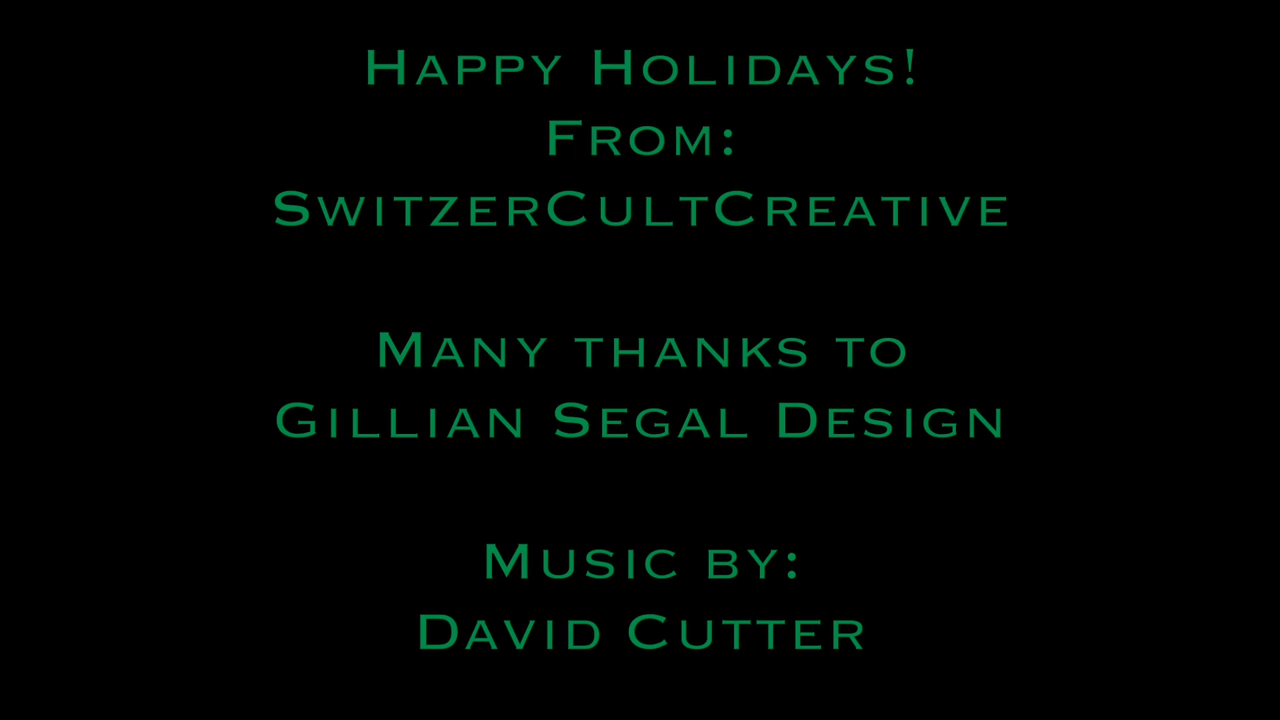 Happy Holidays!
From:
SwitzerCultCreative
Many thanks to
Gillian Segal Design
Music by:
David Cutter